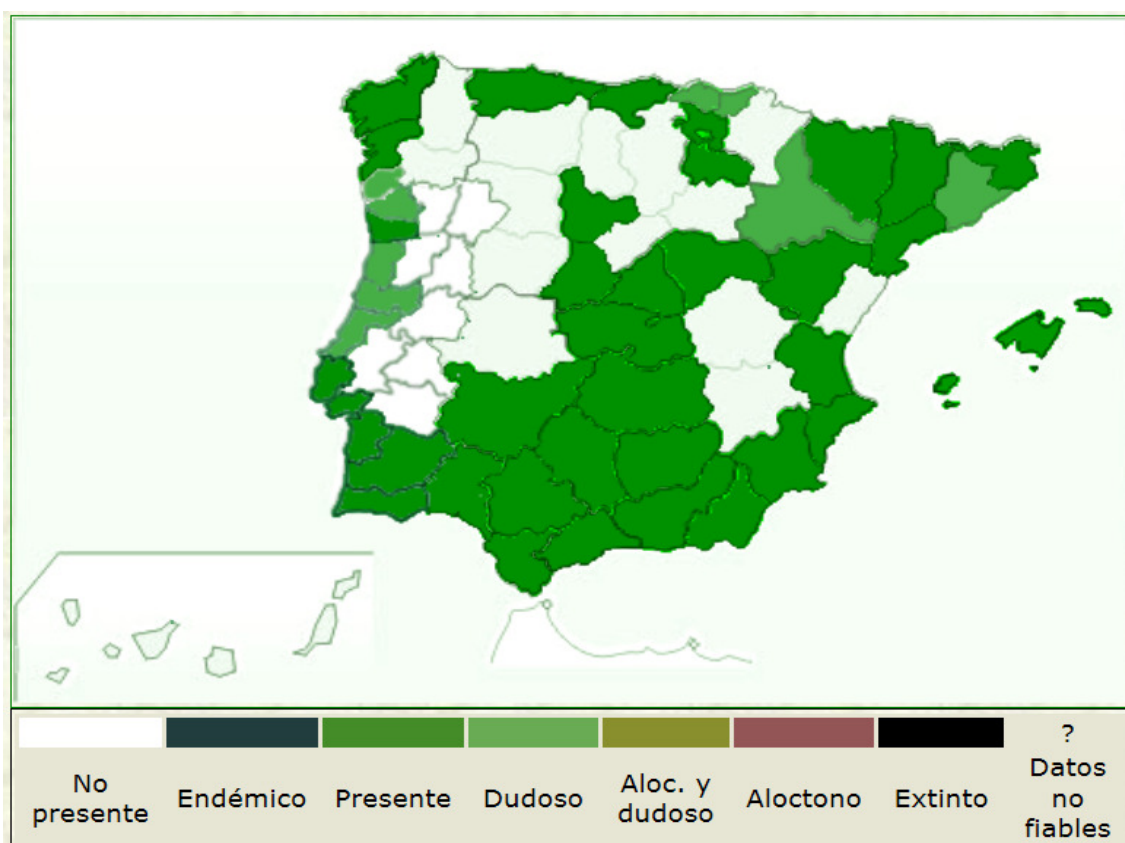 No
presente
Endémico
Presente
Dudoso
Aloc. y
dudoso
Aloctono
Extinto
?
Datos
no
fiables